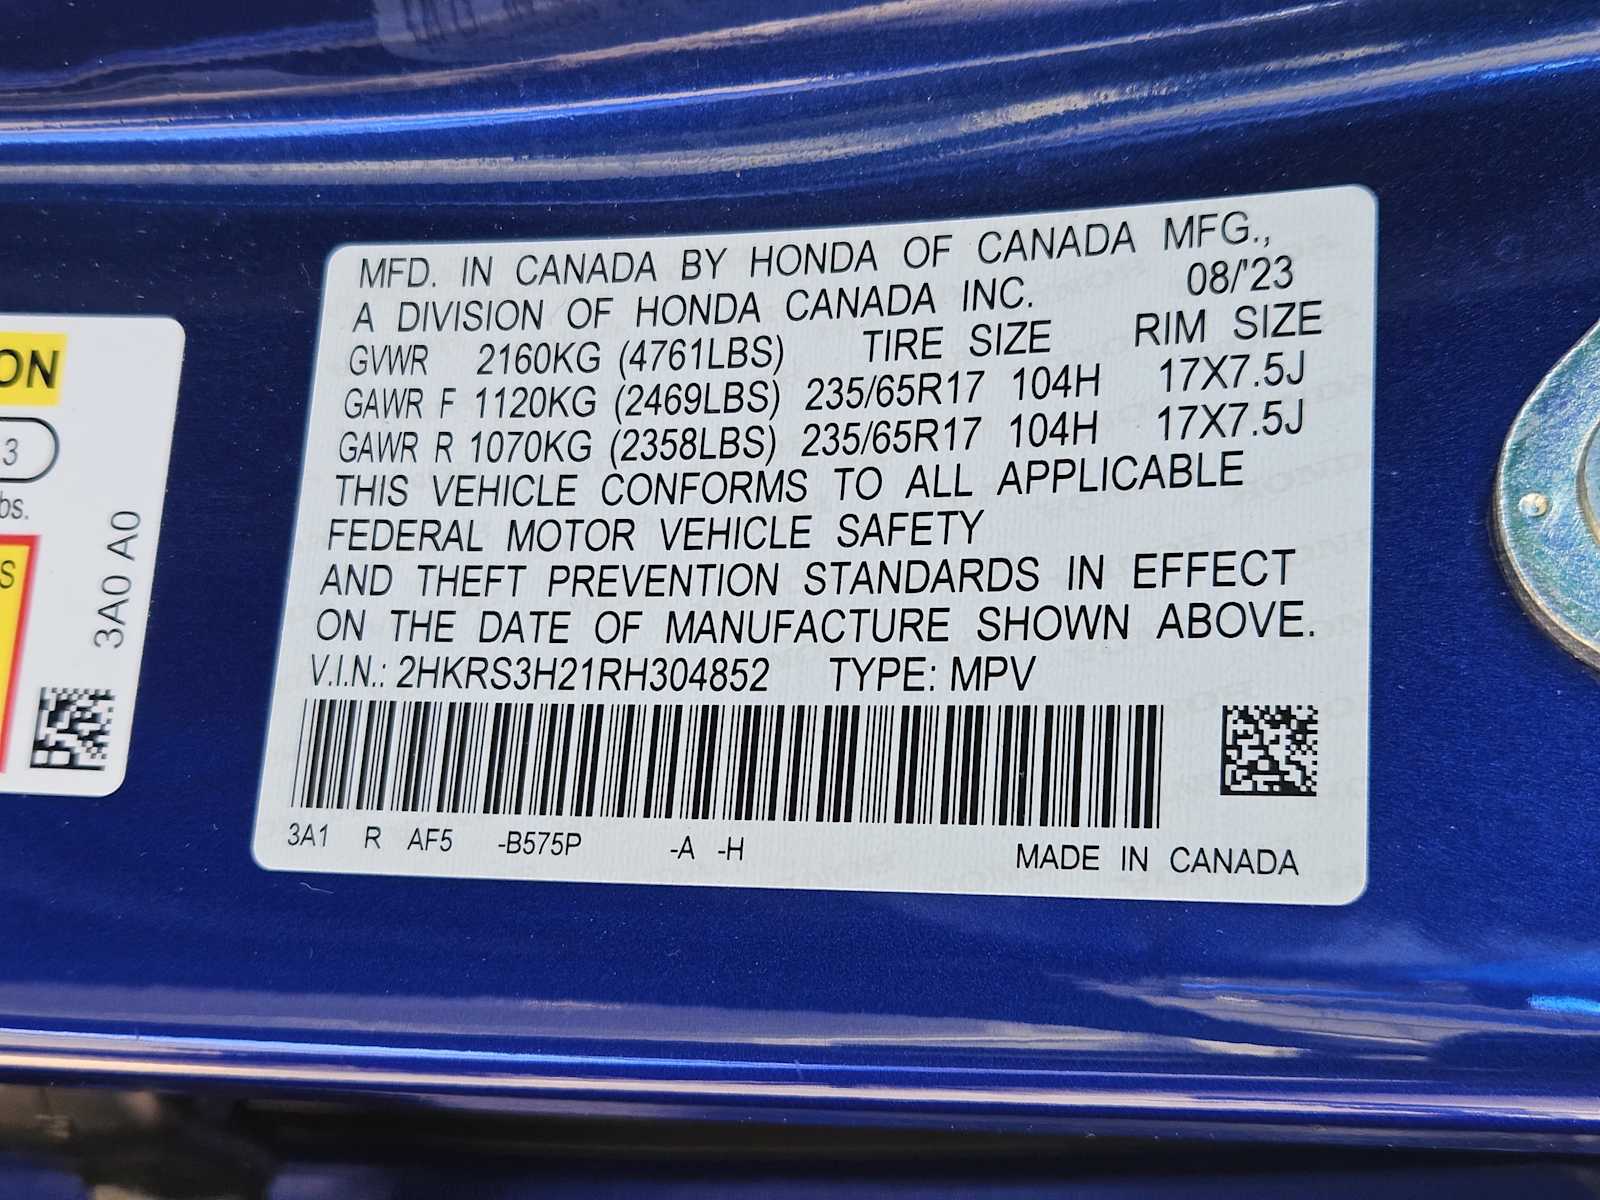 MFD. IN CANADA BY HONDA OF CANADA MFG.,
A DIVISION OF HONDA CANADA INC. 08/'23
GVWR 2160KG (4761LBS) TIRE SIZE RIM SIZE
GAWR F 1120KG (2469LBS) 235/65R17 104H 17X7.5J
GAWR R 1070KG (2358LBS) 235/65R17 104H 17X7.5J
THIS VEHICLE CONFORMS TO ALL APPLICABLE
FEDERAL MOTOR VEHICLE SAFETY
AND THEFT PREVENTION STANDARDS IN EFFECT
ON THE DATE OF MANUFACTURE SHOWN ABOVE.
V.I.N.: 2HKRS3H21RH304852 TYPE: MPV
3A1 R AF5 -B575P -A -H MADE IN CANADA
ON
3
bs.
S
3A0 A0